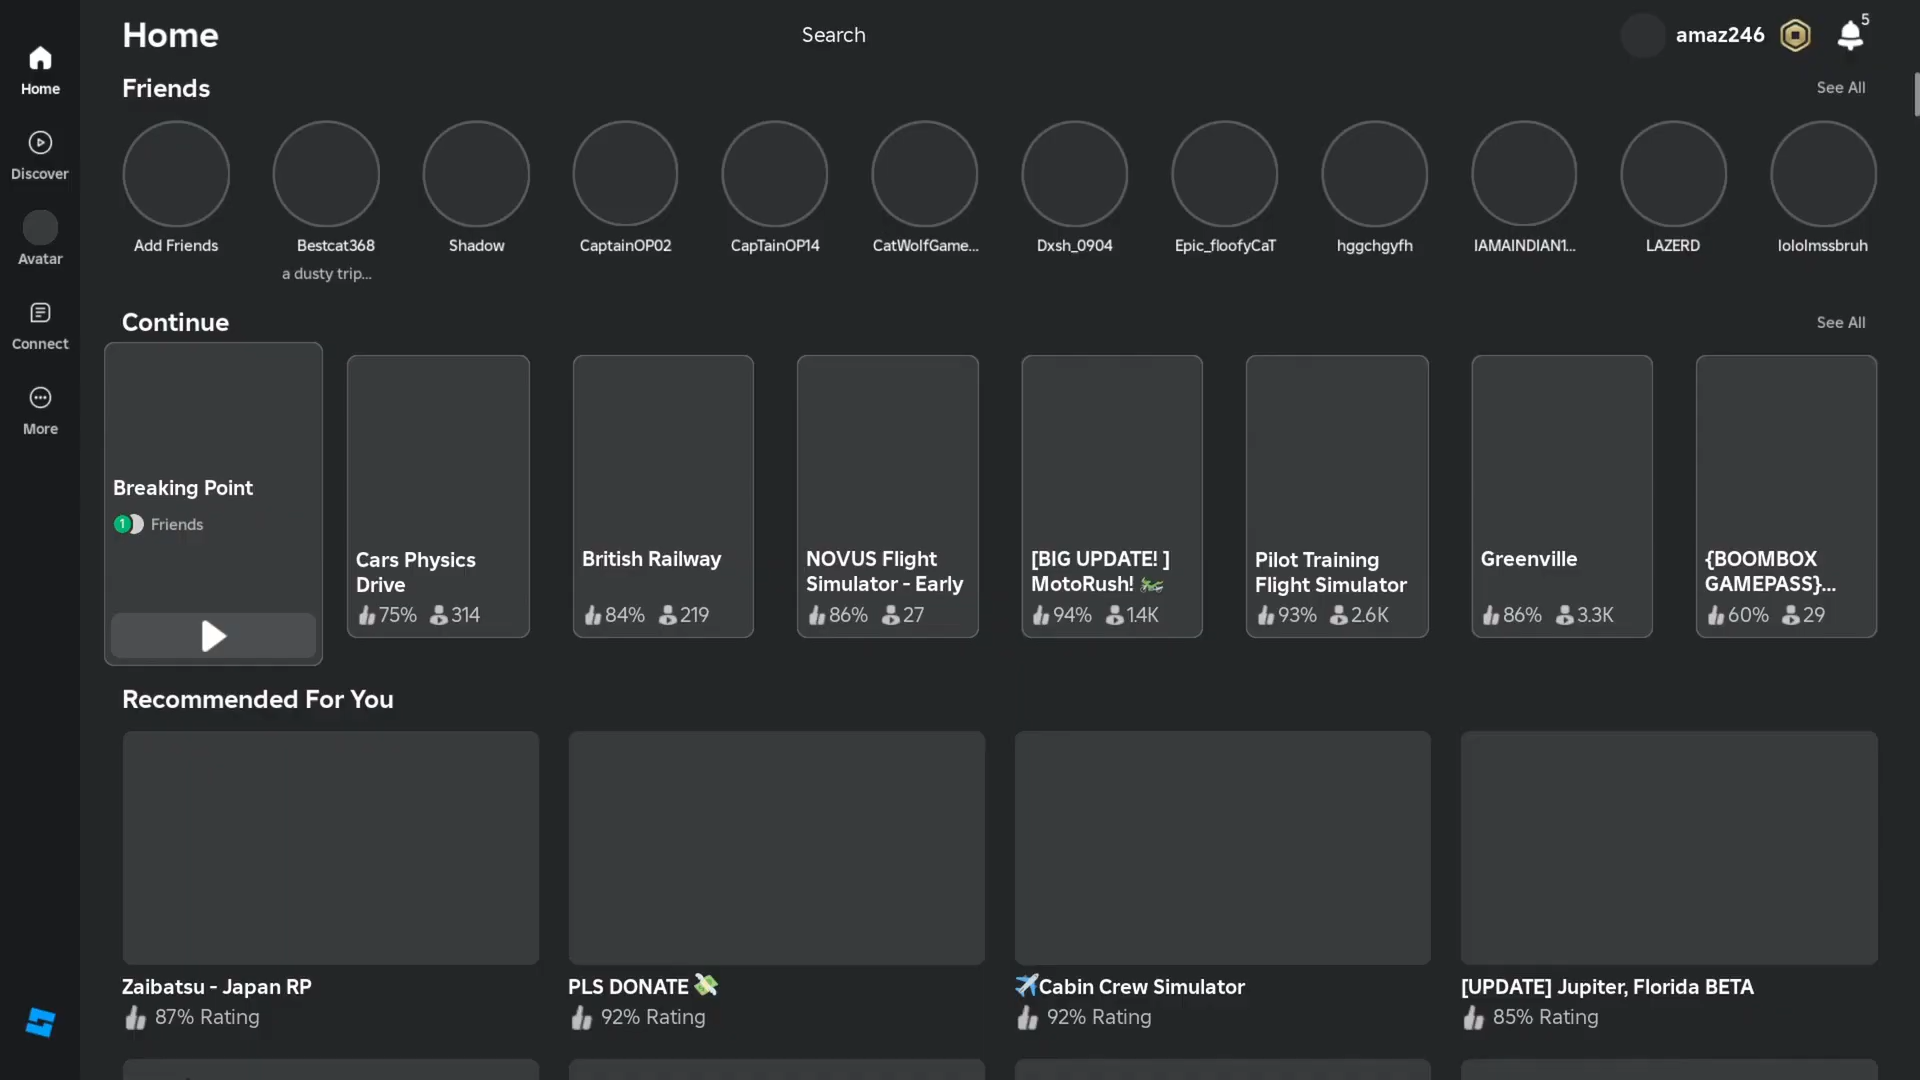 Home
Search
amaz246
5
Home
Discover
Avatar
Connect
More
Friends
See All
Add Friends
Bestcat368
a dusty trip...
Shadow
CaptainOP02
CapTainOP14
CatWolfGame...
Dxsh_0904
Epic_floofyCaT
hggchgyfh
IAMAINDIAN1...
LAZERD
lololmssbruh
Continue
See All
Breaking Point
1 Friends
Cars Physics
Drive
75% 314
British Railway
84% 219
NOVUS Flight
Simulator - Early
86% 27
[BIG UPDATE! ]
MotoRush!
94% 1.4K
Pilot Training
Flight Simulator
93% 2.6K
Greenville
86% 3.3K
{BOOMBOX
GAMEPASS}...
60% 29
Recommended For You
Zaibatsu - Japan RP
87% Rating
PLS DONATE 💸
92% Rating
✈️Cabin Crew Simulator
92% Rating
[UPDATE] Jupiter, Florida BETA
85% Rating